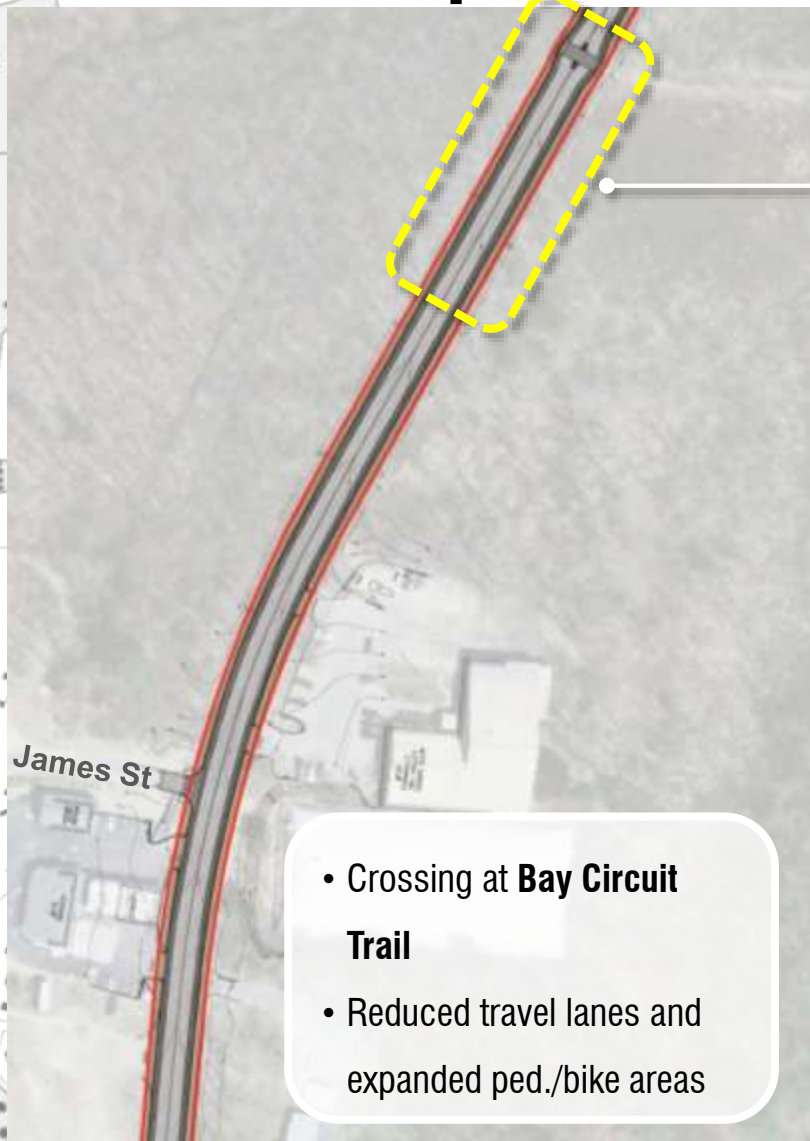 James St
• Crossing at Bay Circuit
Trail
• Reduced travel lanes and
expanded ped./bike areas